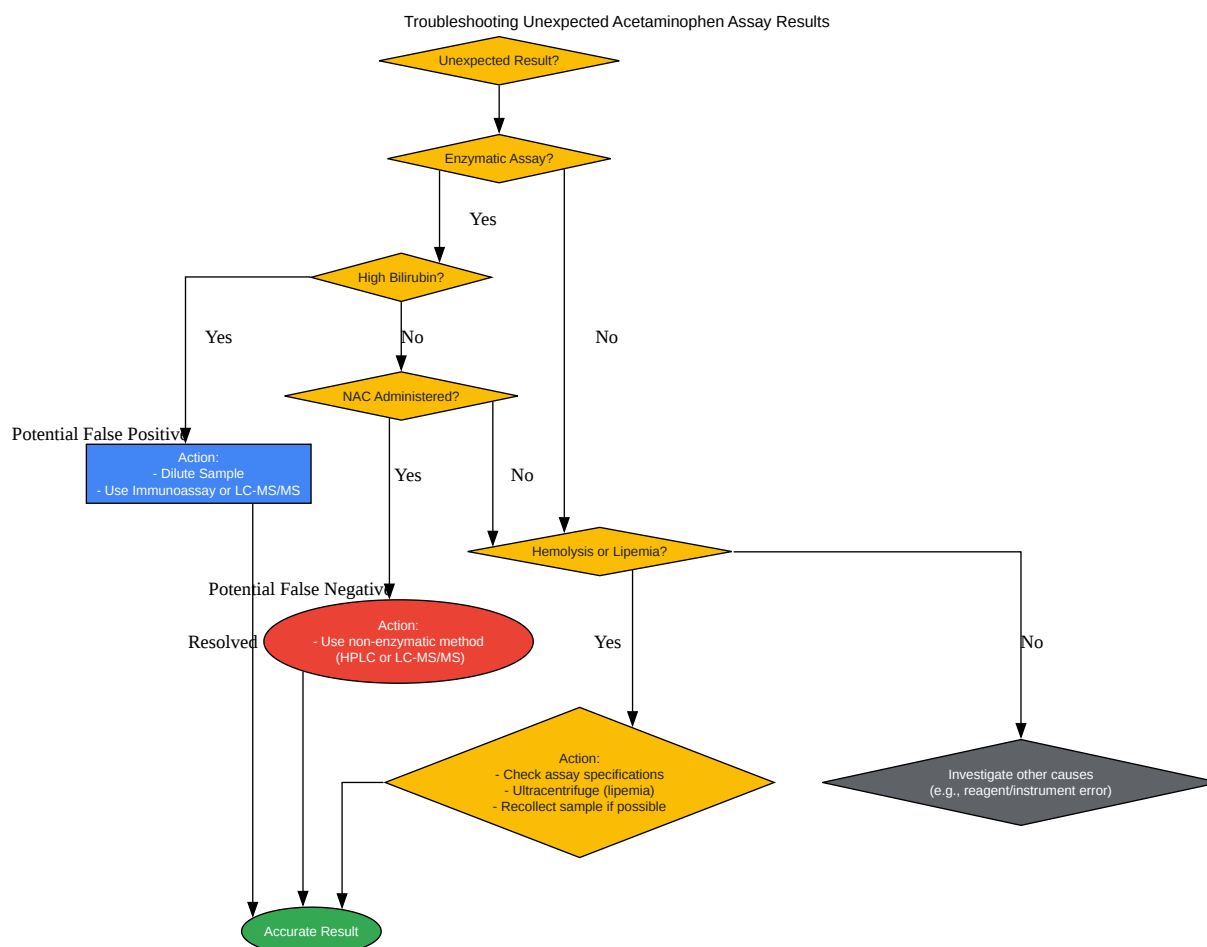 Troubleshooting Unexpected Acetaminophen Assay Results
Unexpected Result?
Enzymatic Assay?
Yes
High Bilirubin?
Yes
No
No
NAC Administered?
Potential False Positive
Action:
- Dilute Sample
- Use Immunoassay or LC-MS/MS
Yes
No
Hemolysis or Lipemia?
Potential False Negative
Action:
- Use non-enzymatic method
(HPLC or LC-MS/MS)
Resolved
Yes
No
Action:
- Check assay specifications
- Ultracentrifuge (lipemia)
- Recollect sample if possible
Investigate other causes
(e.g., reagent/instrument error)
Accurate Result